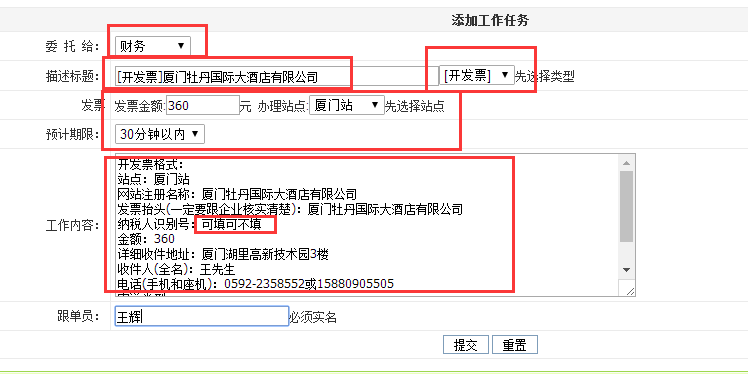 添加工作任务
委 托 给： 财务
描述标题： [开发票]厦门牡丹国际大酒店有限公司 [开发票] 先选择类型
发票 发票金额:360 元 办理站点: 厦门站 先选择站点
预计期限： 30分钟以内
工作内容：
开发票格式：
站点：厦门站
网站注册名称：厦门牡丹国际大酒店有限公司
发票抬头(一定要跟企业核实清楚)：厦门牡丹国际大酒店有限公司
纳税人识别号：可填可不填
金额：360
详细收件地址：厦门湖里高新技术园3楼
收件人(全名)：王先生
电话(手机和座机)：0592-2358552或15880905505
跟单员： 王辉 必须实名
提交 重置